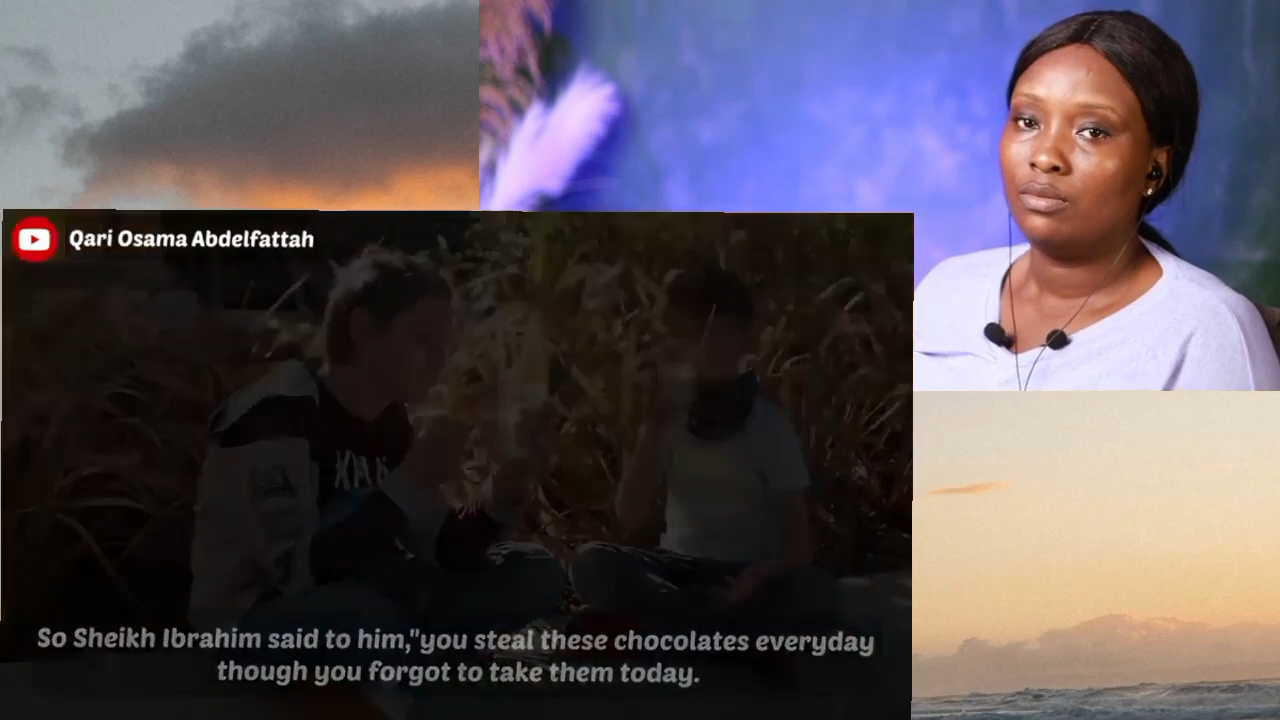 Qari Osama Abdelfattah
So Sheikh Ibrahim said to him,"you steal these chocolates everyday
though you forgot to take them today.